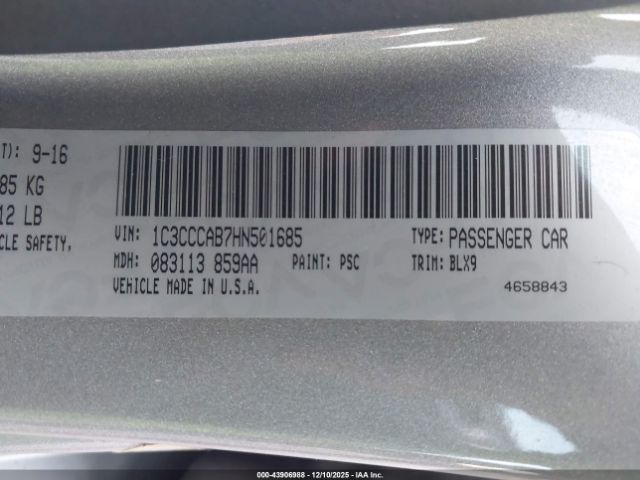 T): 9-16
85 KG
12 LB
CLE SAFETY,
VIN: 1C3CCCAB7HN501685 TYPE: PASSENGER CAR
MDH: 083113 859AA PAINT: PSC TRIM: BLX9
VEHICLE MADE IN U.S.A. 4658843
000-43906988 | 12/10/2025 - IAA Inc.